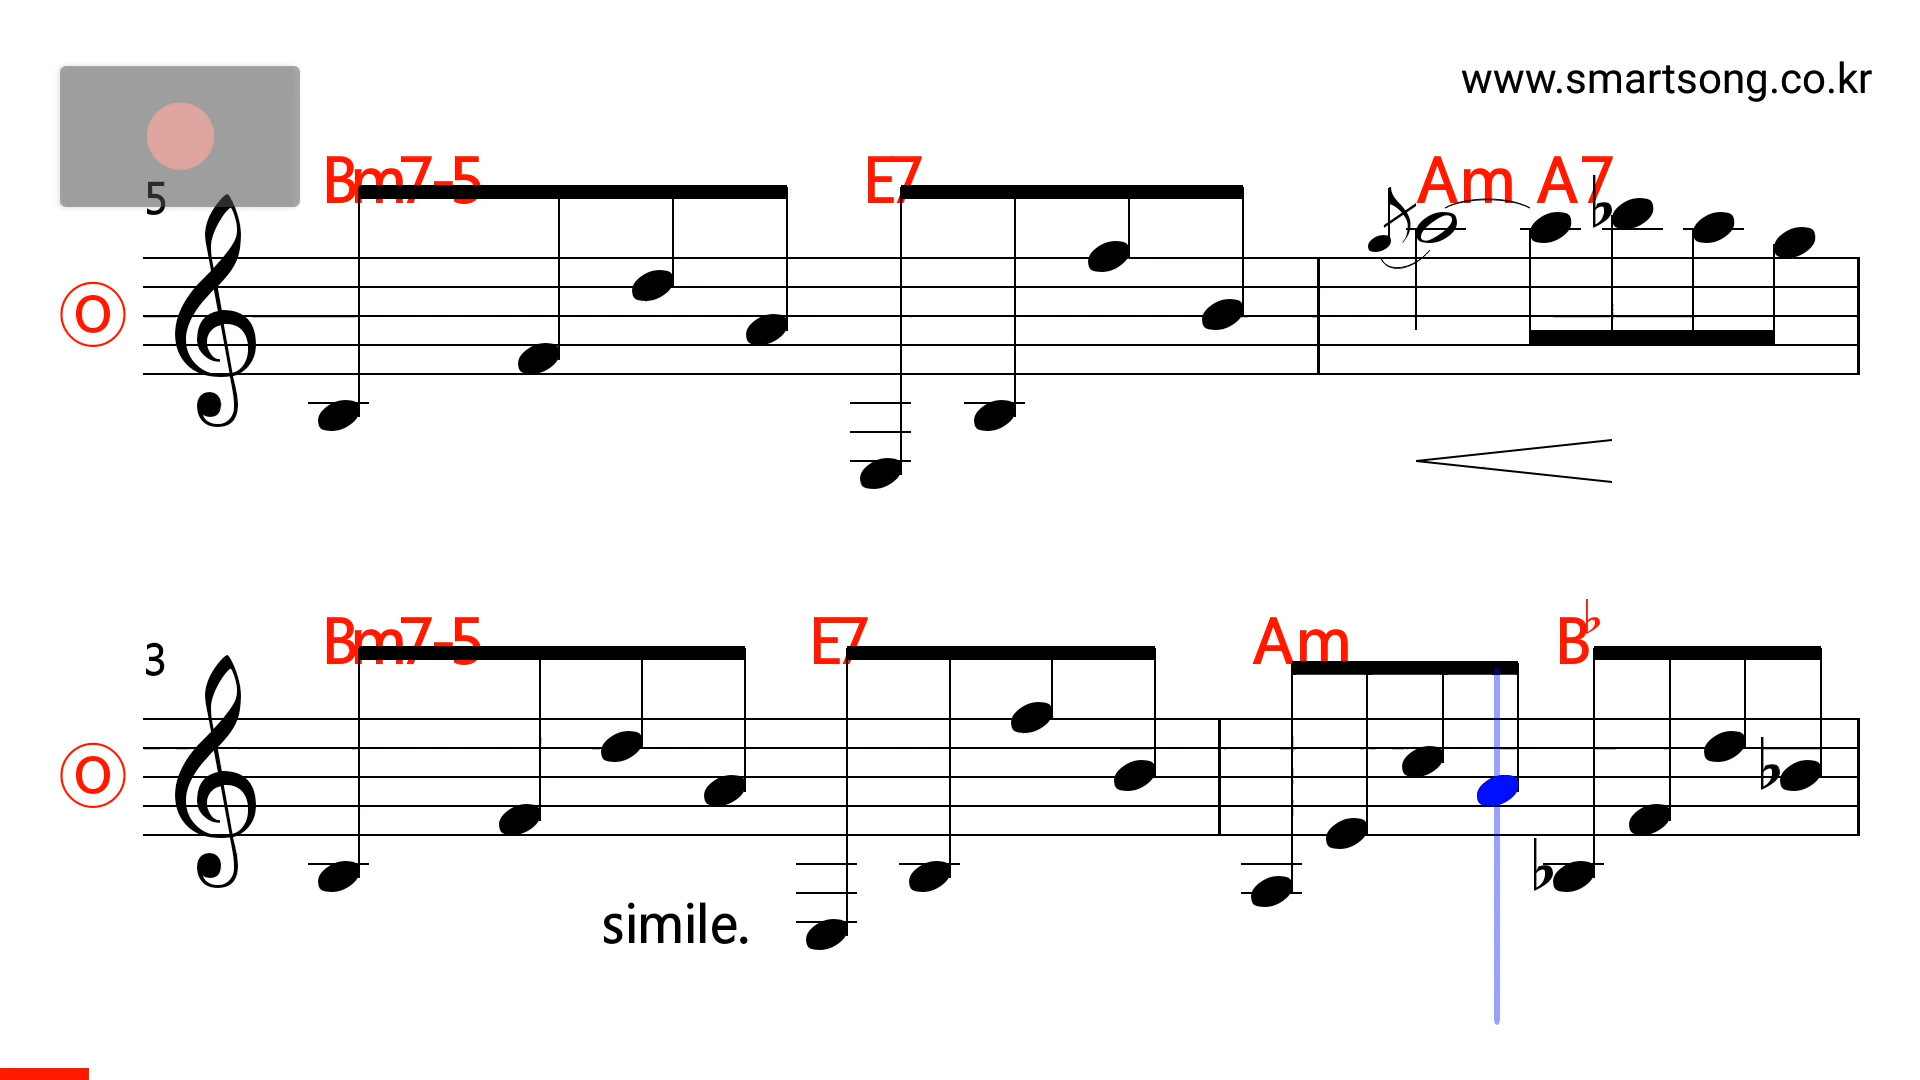 www.smartsong.co.kr
Bm7-5 E7 Am A7
5
O
Bm7-5 E7 Am B♭
3
O
simile.